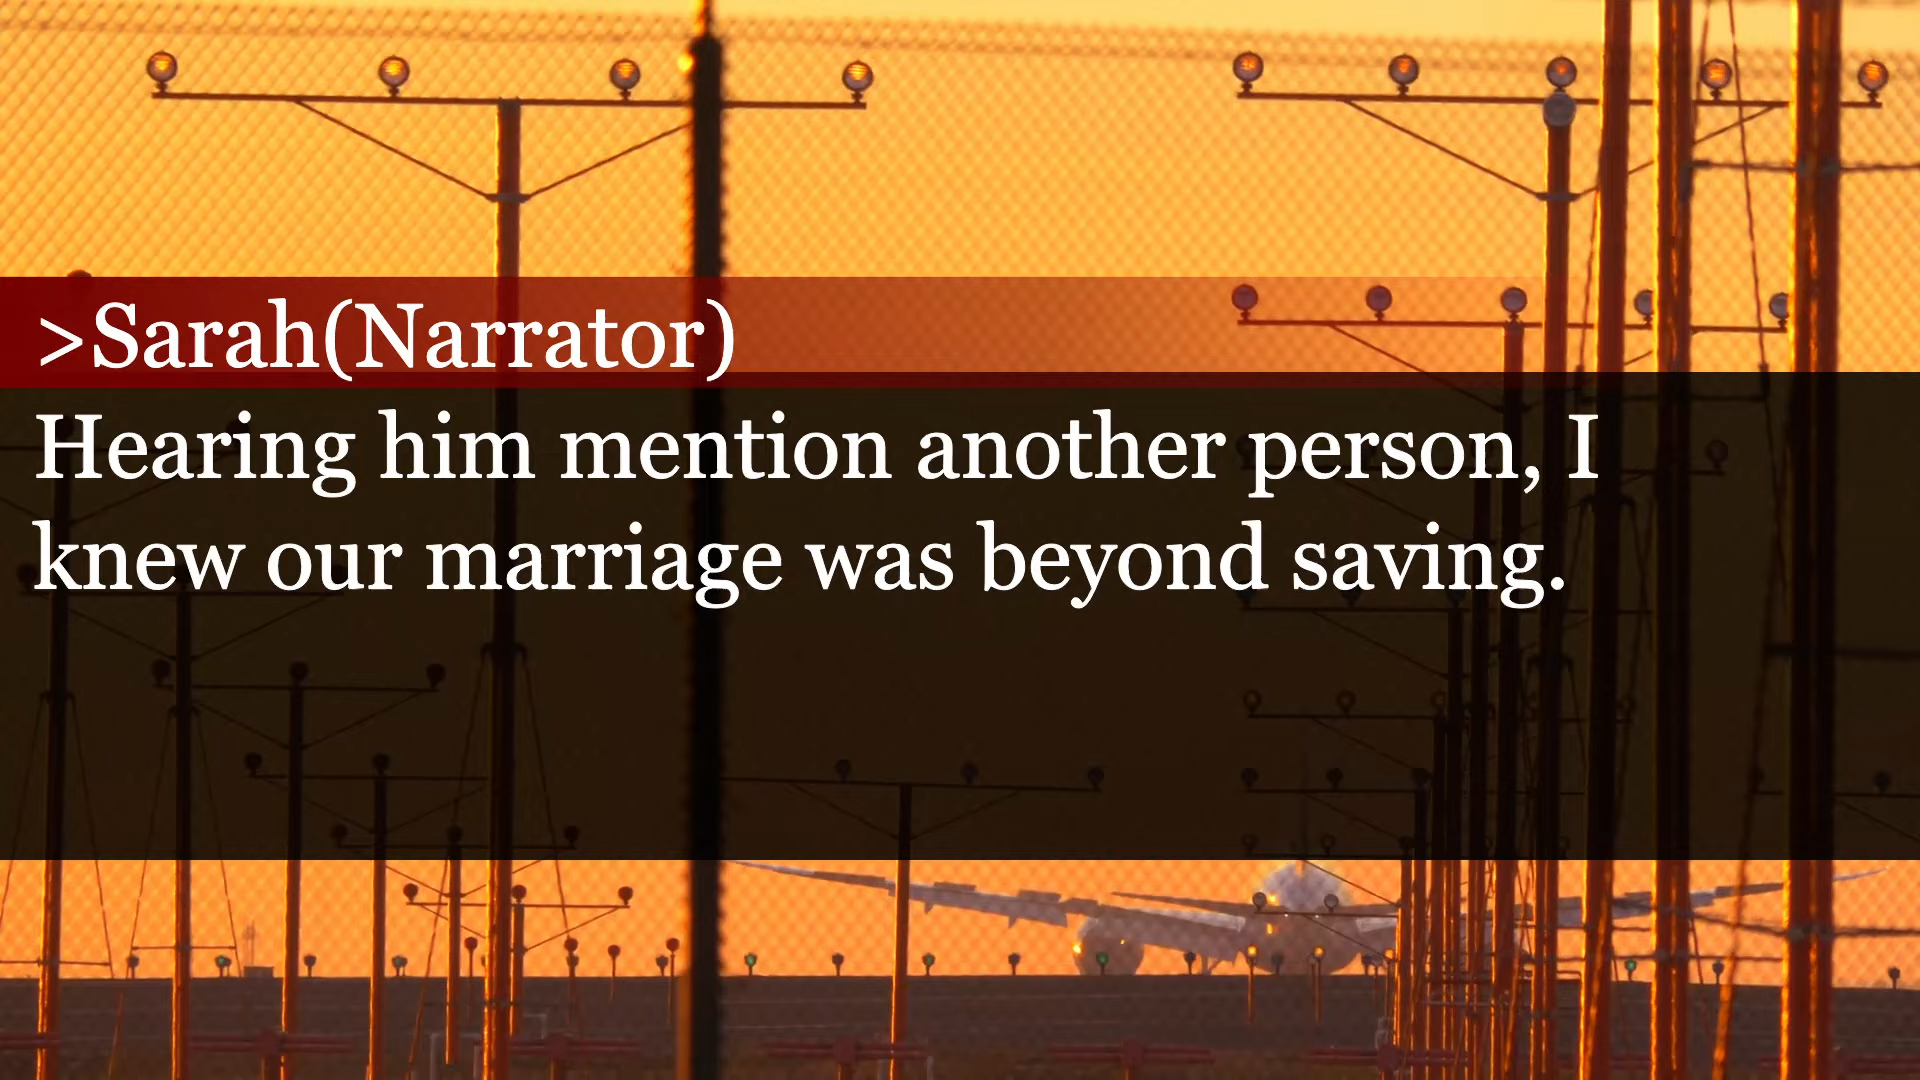 >Sarah(Narrator)
Hearing him mention another person, I
knew our marriage was beyond saving.